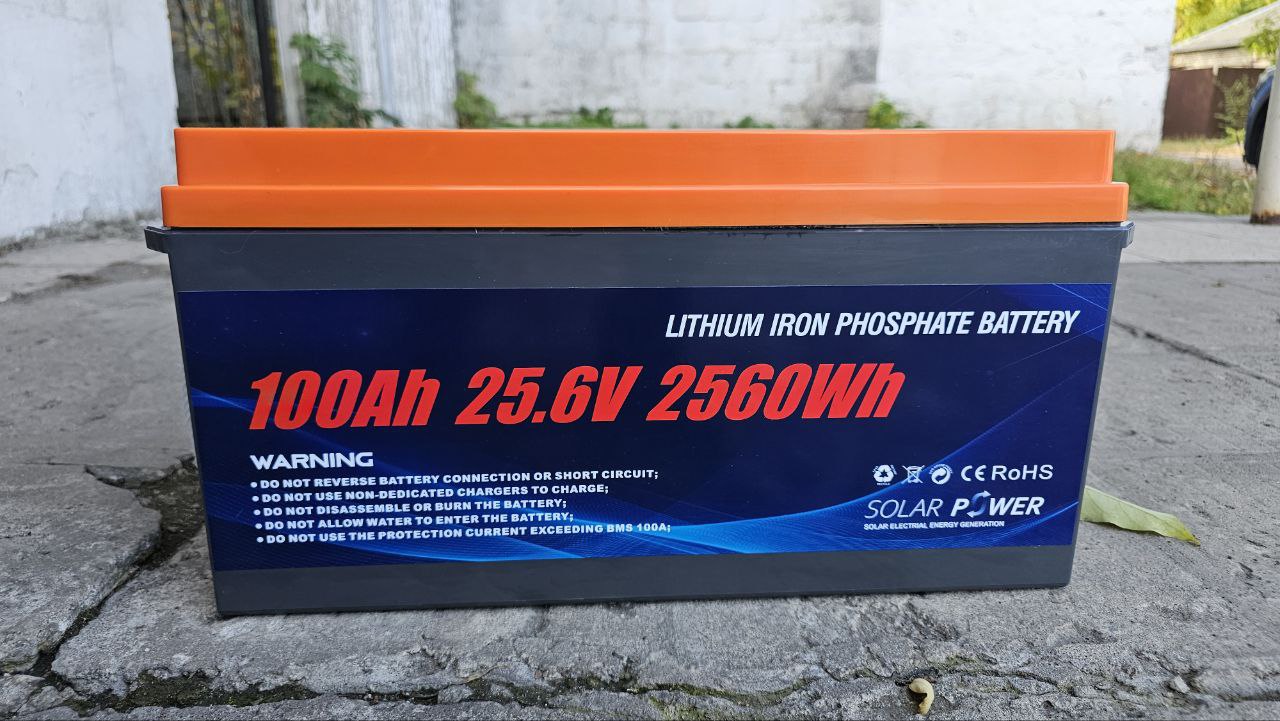 LITHIUM IRON PHOSPHATE BATTERY
100Ah 25.6V 2560Wh
WARNING
• DO NOT REVERSE BATTERY CONNECTION OR SHORT CIRCUIT;
• DO NOT USE NON-DEDICATED CHARGERS TO CHARGE;
• DO NOT DISASSEMBLE OR BURN THE BATTERY;
• DO NOT ALLOW WATER TO ENTER THE BATTERY;
• DO NOT USE THE PROTECTION CURRENT EXCEEDING BMS 100A;
CE RoHS
SOLAR POWER
SOLAR ELECTRIAL ENERGY GENERATION